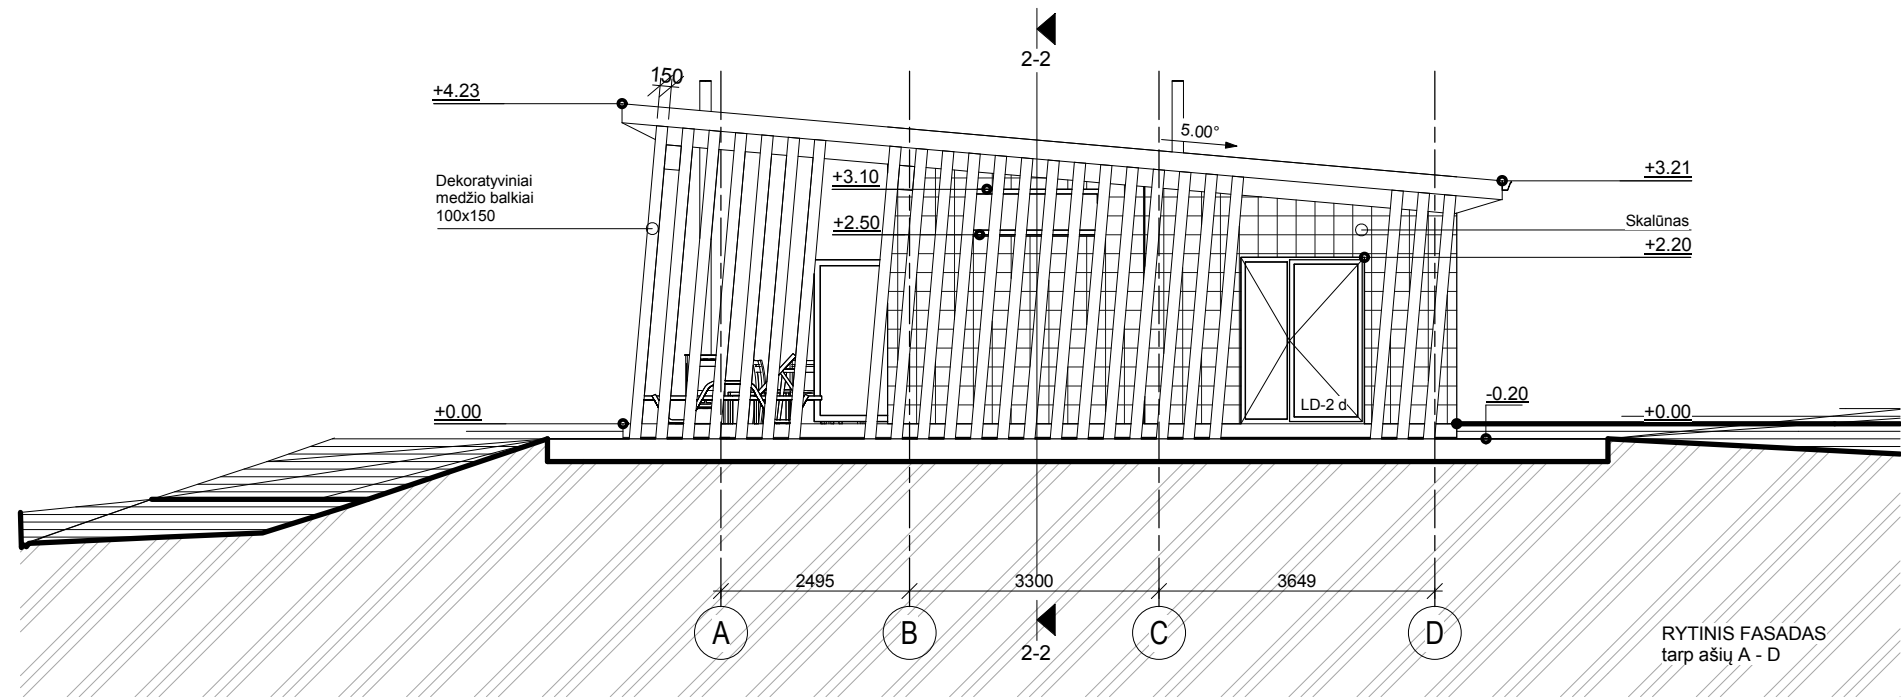 2-2
150
+4.23
5.00°
+3.10
+3.21
Dekoratyviniai
medžio balkiai
100x150
+2.50
Skalūnas
+2.20
LD-2 d
-0.20
+0.00
+0.00
2495
3300
3649
A
B
C
D
2-2
RYTINIS FASADAS
tarp ašių A - D